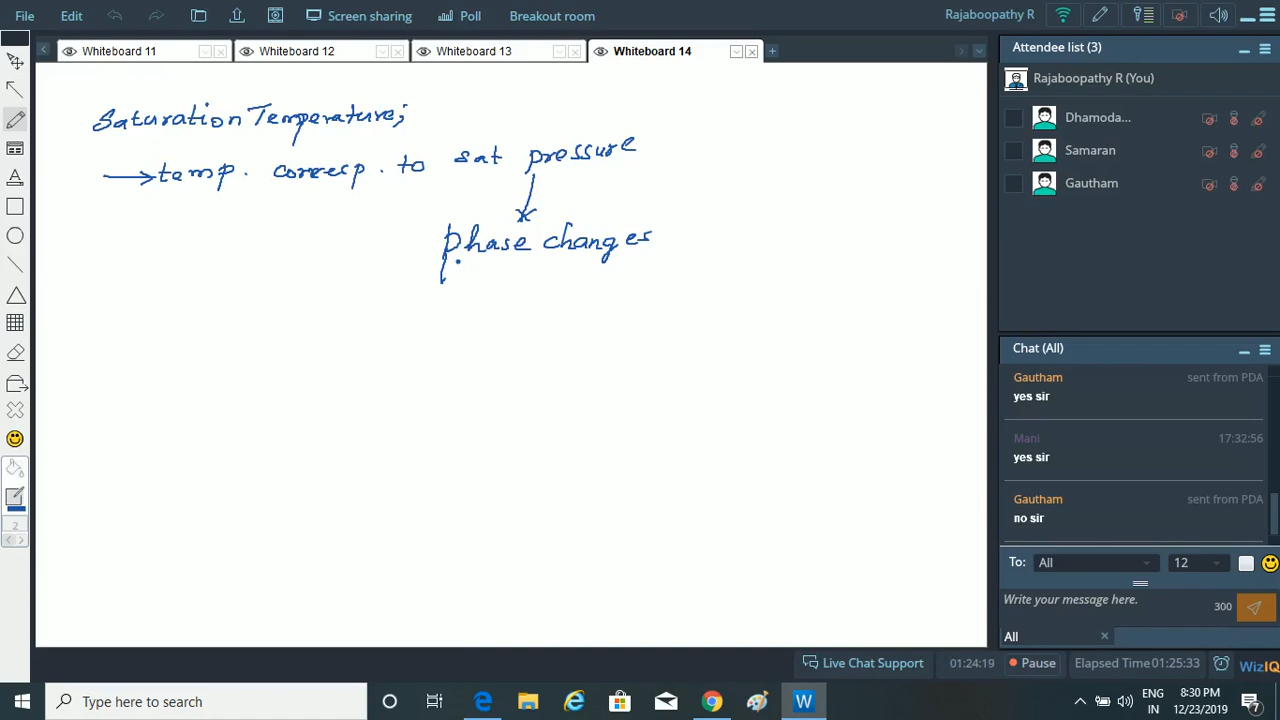 File Edit Screen sharing Poll Breakout room Rajaboopathy R
Whiteboard 11 Whiteboard 12 Whiteboard 13 Whiteboard 14
Saturation Temperature;
temp. corresp. to sat pressure
phase changes
Attendee list (3)
Rajaboopathy R (You)
Dhamoda...
Samaran
Gautham
Chat (All)
Gautham sent from PDA
yes sir
Mani 17:32:56
yes sir
Gautham sent from PDA
no sir
To: All 12
Write your message here. 300
All
2
Live Chat Support 01:24:19 Pause Elapsed Time 01:25:33 WizIQ
Type here to search
ENG 8:30 PM
IN 12/23/2019 7